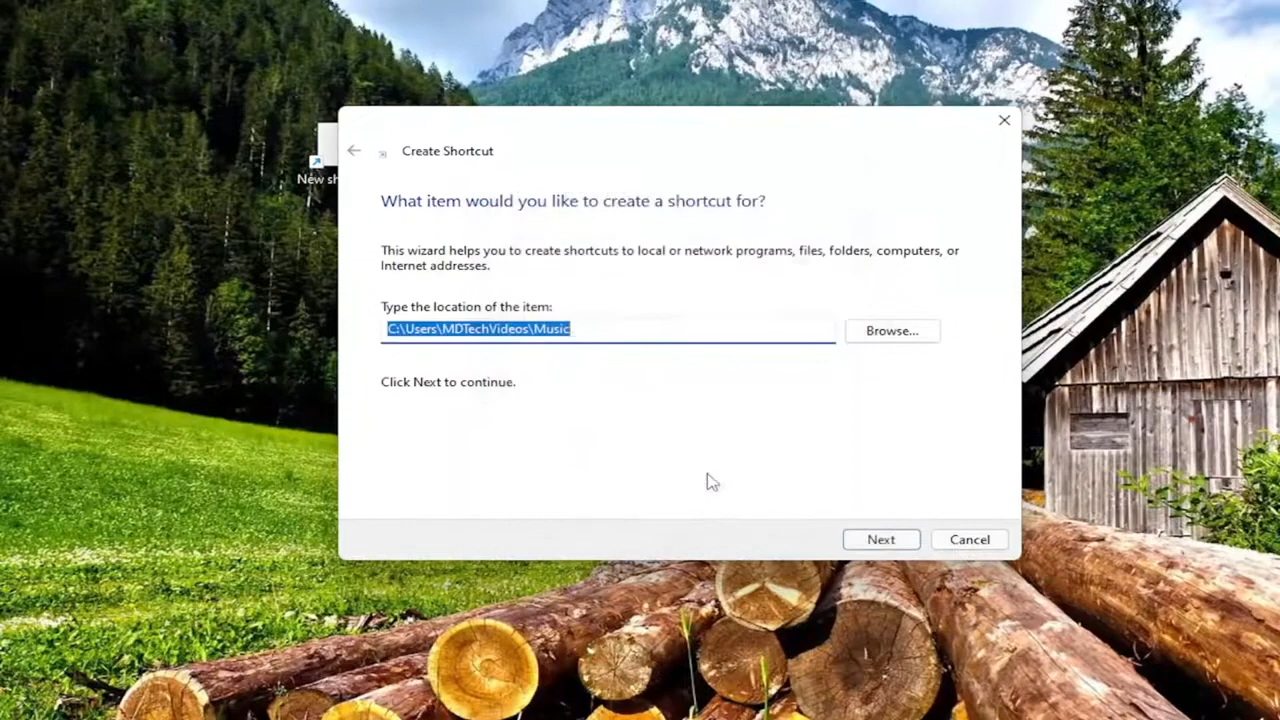 Create Shortcut
What item would you like to create a shortcut for?
This wizard helps you to create shortcuts to local or network programs, files, folders, computers, or
Internet addresses.
Type the location of the item:
C:\Users\MDTechVideos\Music
Browse...
Click Next to continue.
Next
Cancel
New sh